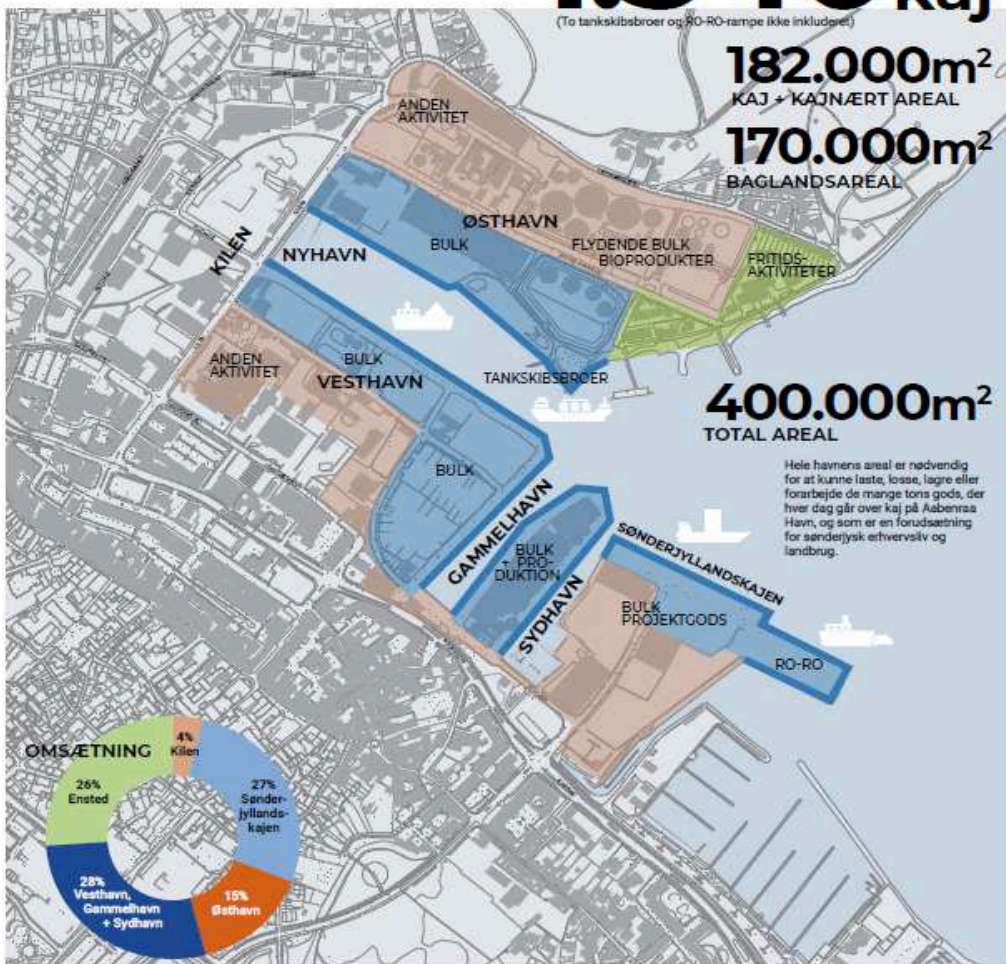 kaj
(To tankskibsbroer og RO-RO-rampe ikke inkluderet)
182.000m²
KAJ + KAJNÆRT AREAL
170.000m²
BAGLANDSAREAL
ANDEN
AKTIVITET
ØSTHAVN
BULK
FLYDENDE BULK
BIOPRODUKTER
FRITIDS-
AKTIVITETER
KILEN
NYHAVN
ANDEN
AKTIVITET
BULK
VESTHAVN
TANKSKIBSBROER
400.000m²
TOTAL AREAL
Hele havnens areal er nødvendig
for at kunne laste, losse, lagre eller
forarbejde de mange tons gods, der
hver dag går over kaj på Aabenraa
Havn, og som er en forudsætning
for sønderjysk erhvervsliv og
landbrug.
BULK
GAMMELHAVN
BULK
+ PRO-
DUKTION
SYDHAVN
SØNDERJYLLANDSKAJEN
BULK
PROJEKTGODS
RO-RO
OMSÆTNING
4%
Kilen
26%
Ensted
27%
Sønder-
jyllands-
kajen
28%
Vesthavn,
Gammelhavn
+ Sydhavn
15%
Østhavn